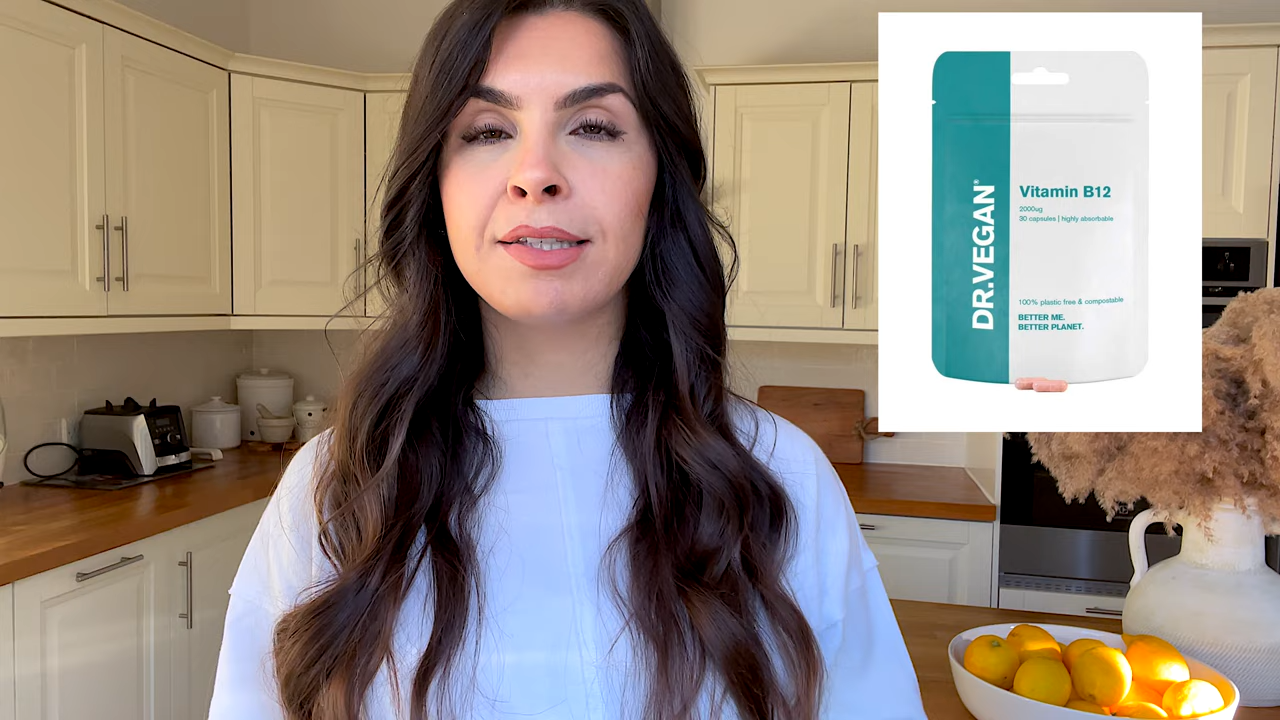 DR.VEGAN®
Vitamin B12
2000ug
30 capsules | highly absorbable
100% plastic free & compostable
BETTER ME.
BETTER PLANET.